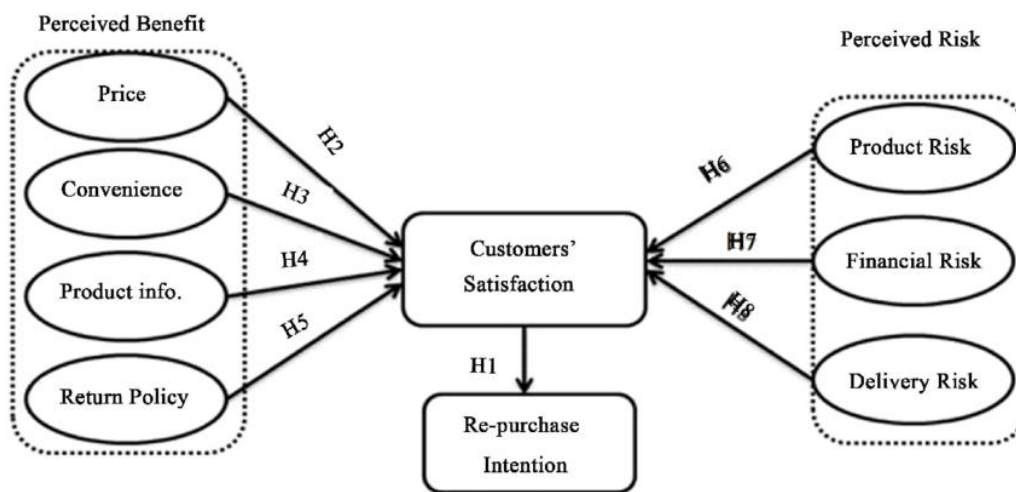 Perceived Benefit
Price
Convenience
Product info.
Return Policy
H2
H3
H4
H5
Customers’
Satisfaction
H1
Re-purchase
Intention
H6
H7
H8
Perceived Risk
Product Risk
Financial Risk
Delivery Risk